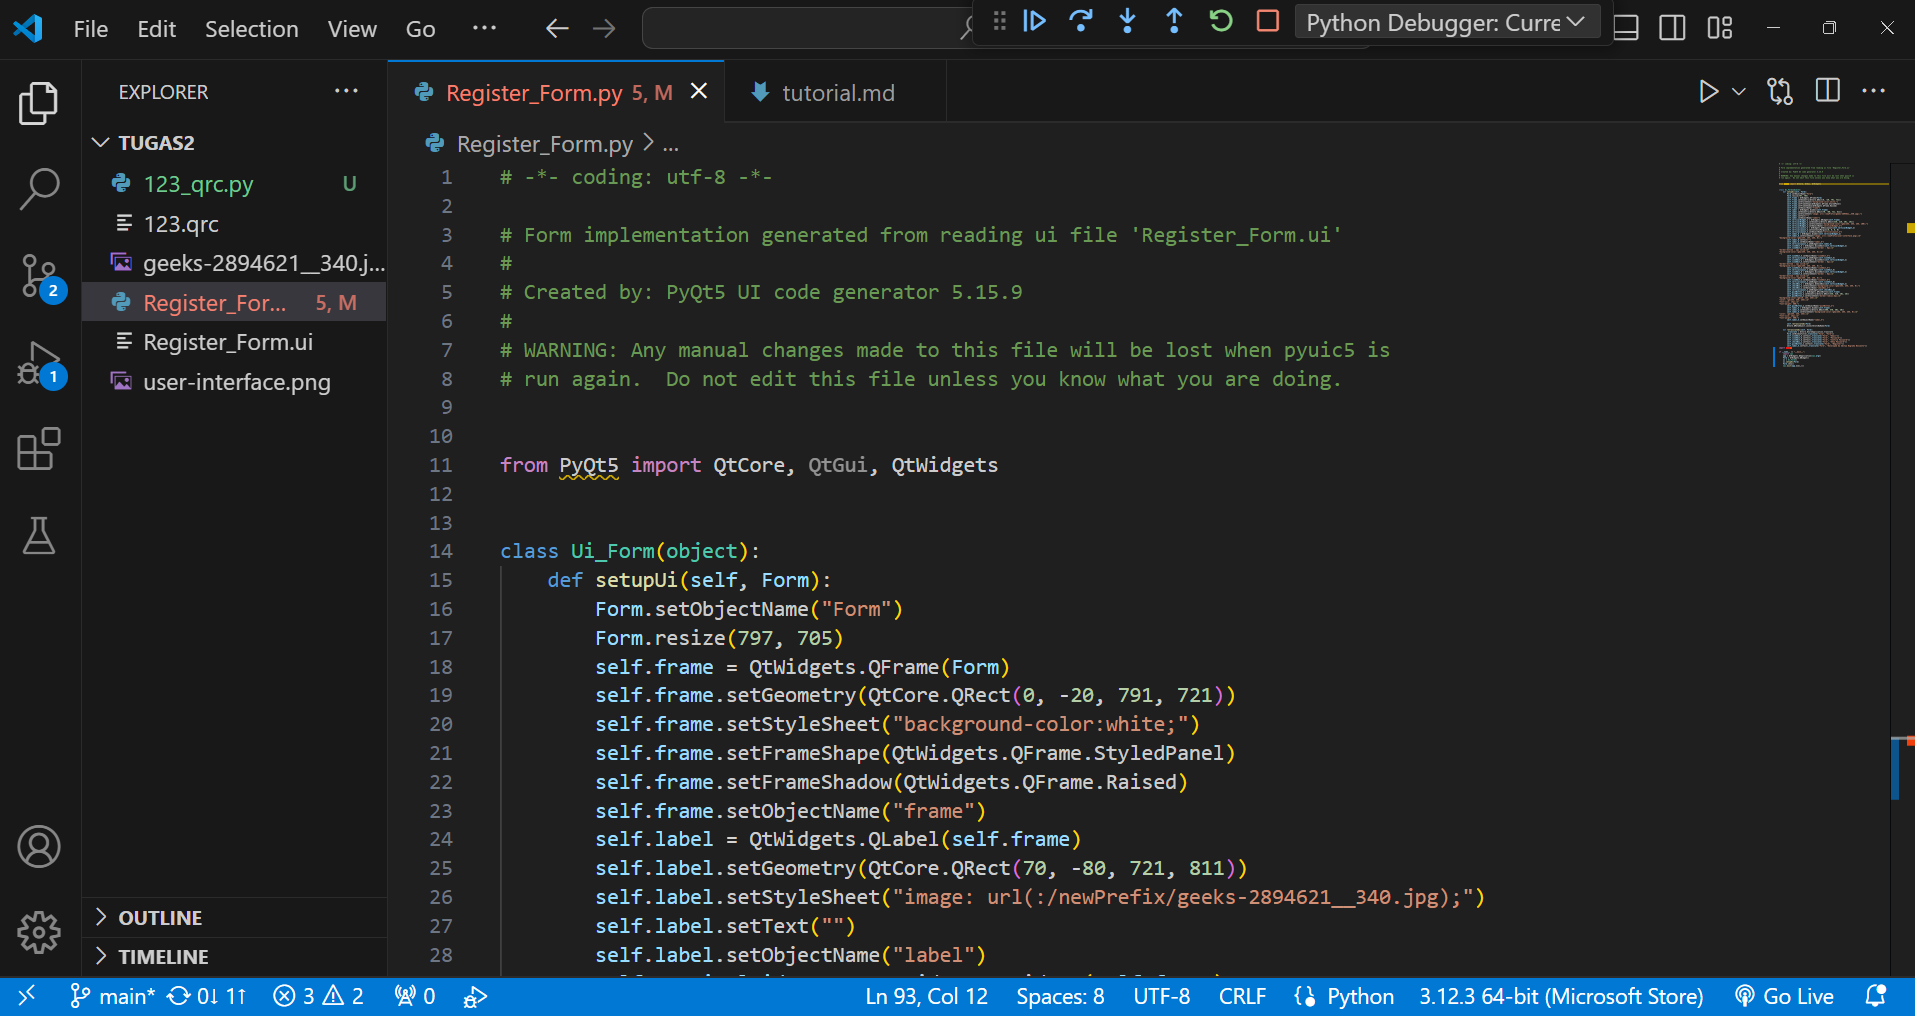 File Edit Selection View Go ...
Python Debugger: Curre
EXPLORER ...
TUGAS2
123_qrc.py U
123.qrc
geeks-2894621__340.j...
Register_For... 5, M
Register_Form.ui
user-interface.png
2
1
OUTLINE
TIMELINE
Register_Form.py 5, M
tutorial.md
Register_Form.py > ...
1 # -*- coding: utf-8 -*-
2
3 # Form implementation generated from reading ui file 'Register_Form.ui'
4 #
5 # Created by: PyQt5 UI code generator 5.15.9
6 #
7 # WARNING: Any manual changes made to this file will be lost when pyuic5 is
8 # run again.  Do not edit this file unless you know what you are doing.
9
10
11 from PyQt5 import QtCore, QtGui, QtWidgets
12
13
14 class Ui_Form(object):
15     def setupUi(self, Form):
16         Form.setObjectName("Form")
17         Form.resize(797, 705)
18         self.frame = QtWidgets.QFrame(Form)
19         self.frame.setGeometry(QtCore.QRect(0, -20, 791, 721))
20         self.frame.setStyleSheet("background-color:white;")
21         self.frame.setFrameShape(QtWidgets.QFrame.StyledPanel)
22         self.frame.setFrameShadow(QtWidgets.QFrame.Raised)
23         self.frame.setObjectName("frame")
24         self.label = QtWidgets.QLabel(self.frame)
25         self.label.setGeometry(QtCore.QRect(70, -80, 721, 811))
26         self.label.setStyleSheet("image: url(:/newPrefix/geeks-2894621__340.jpg);")
27         self.label.setText("")
28         self.label.setObjectName("label")
main* 0↓ 1↑ 3 2 0 Ln 93, Col 12 Spaces: 8 UTF-8 CRLF Python 3.12.3 64-bit (Microsoft Store) Go Live